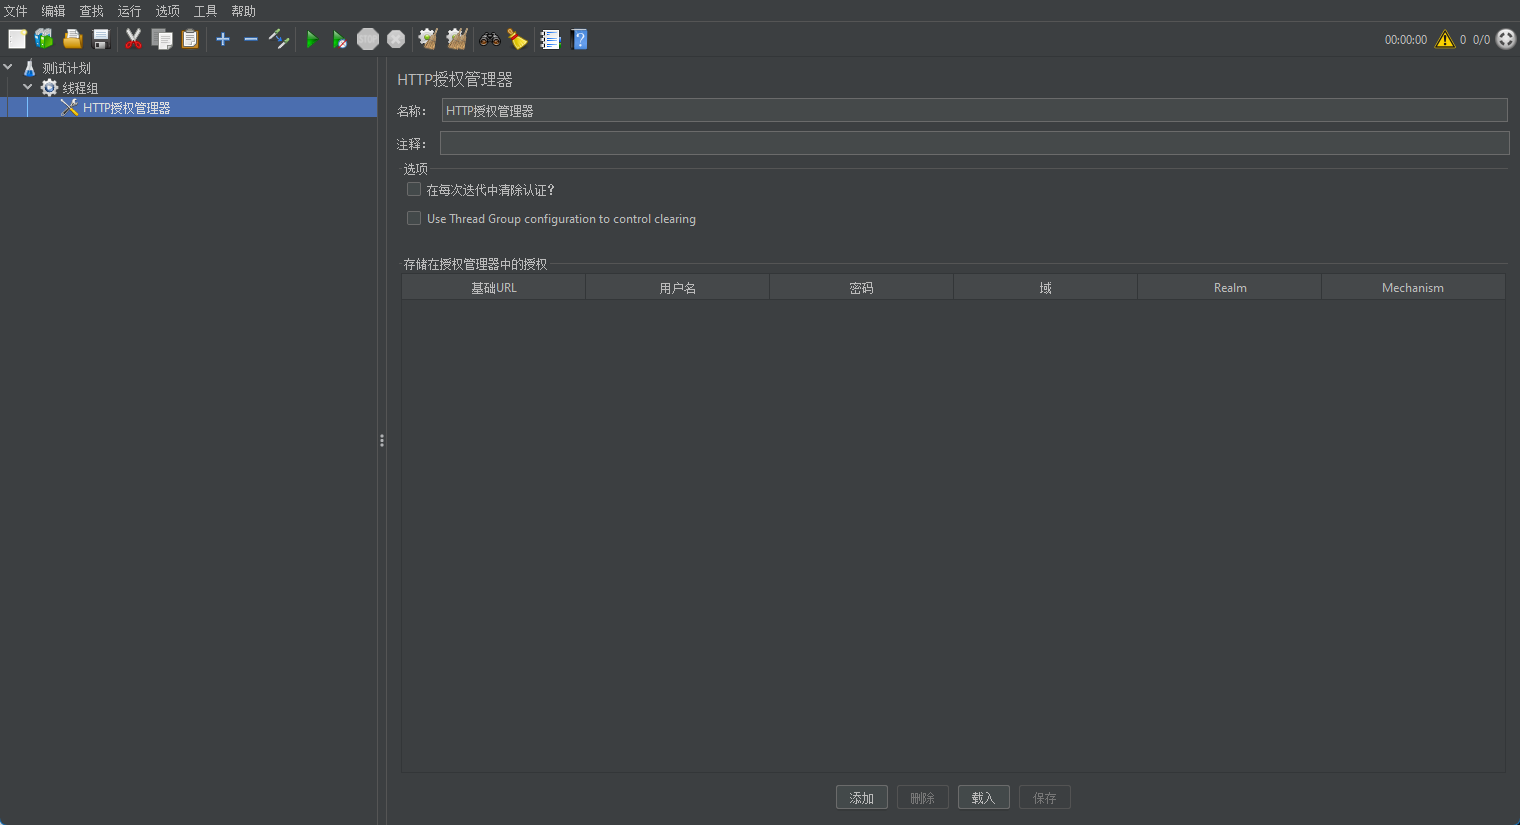 文件 编辑 查找 运行 选项 工具 帮助
STOP 00:00:00 0 0/0
测试计划
线程组
HTTP授权管理器
HTTP授权管理器
名称： HTTP授权管理器
注释：
选项
在每次迭代中清除认证？
Use Thread Group configuration to control clearing
存储在授权管理器中的授权
基础URL 用户名 密码 域 Realm Mechanism
添加 删除 载入 保存